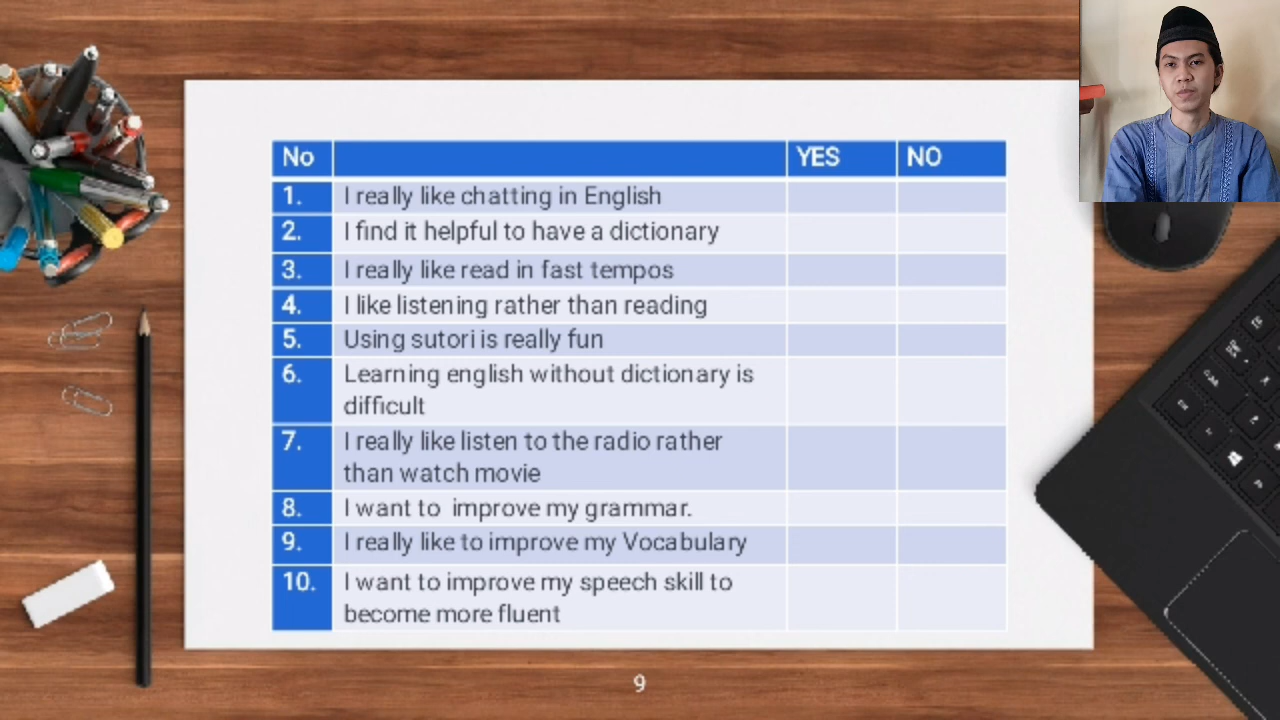 No YES NO
1. I really like chatting in English
2. I find it helpful to have a dictionary
3. I really like read in fast tempos
4. I like listening rather than reading
5. Using sutori is really fun
6. Learning english without dictionary is
difficult
7. I really like listen to the radio rather
than watch movie
8. I want to improve my grammar.
9. I really like to improve my Vocabulary
10. I want to improve my speech skill to
become more fluent
9